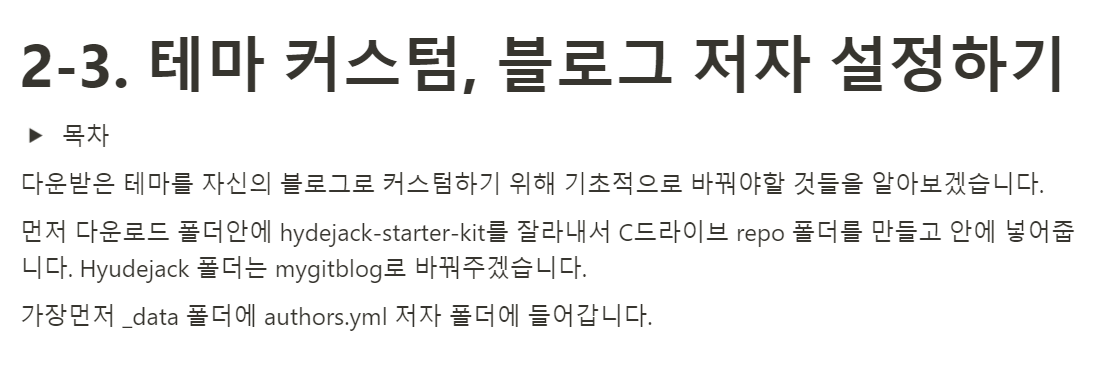 2-3. 테마 커스텀, 블로그 저자 설정하기
▶ 목차
다운받은 테마를 자신의 블로그로 커스텀하기 위해 기초적으로 바꿔야할 것들을 알아보겠습니다.
먼저 다운로드 폴더안에 hydejack-starter-kit를 잘라내서 C드라이브 repo 폴더를 만들고 안에 넣어줍
니다. Hyudejack 폴더는 mygitblog로 바꿔주겠습니다.
가장먼저 _data 폴더에 authors.yml 저자 폴더에 들어갑니다.